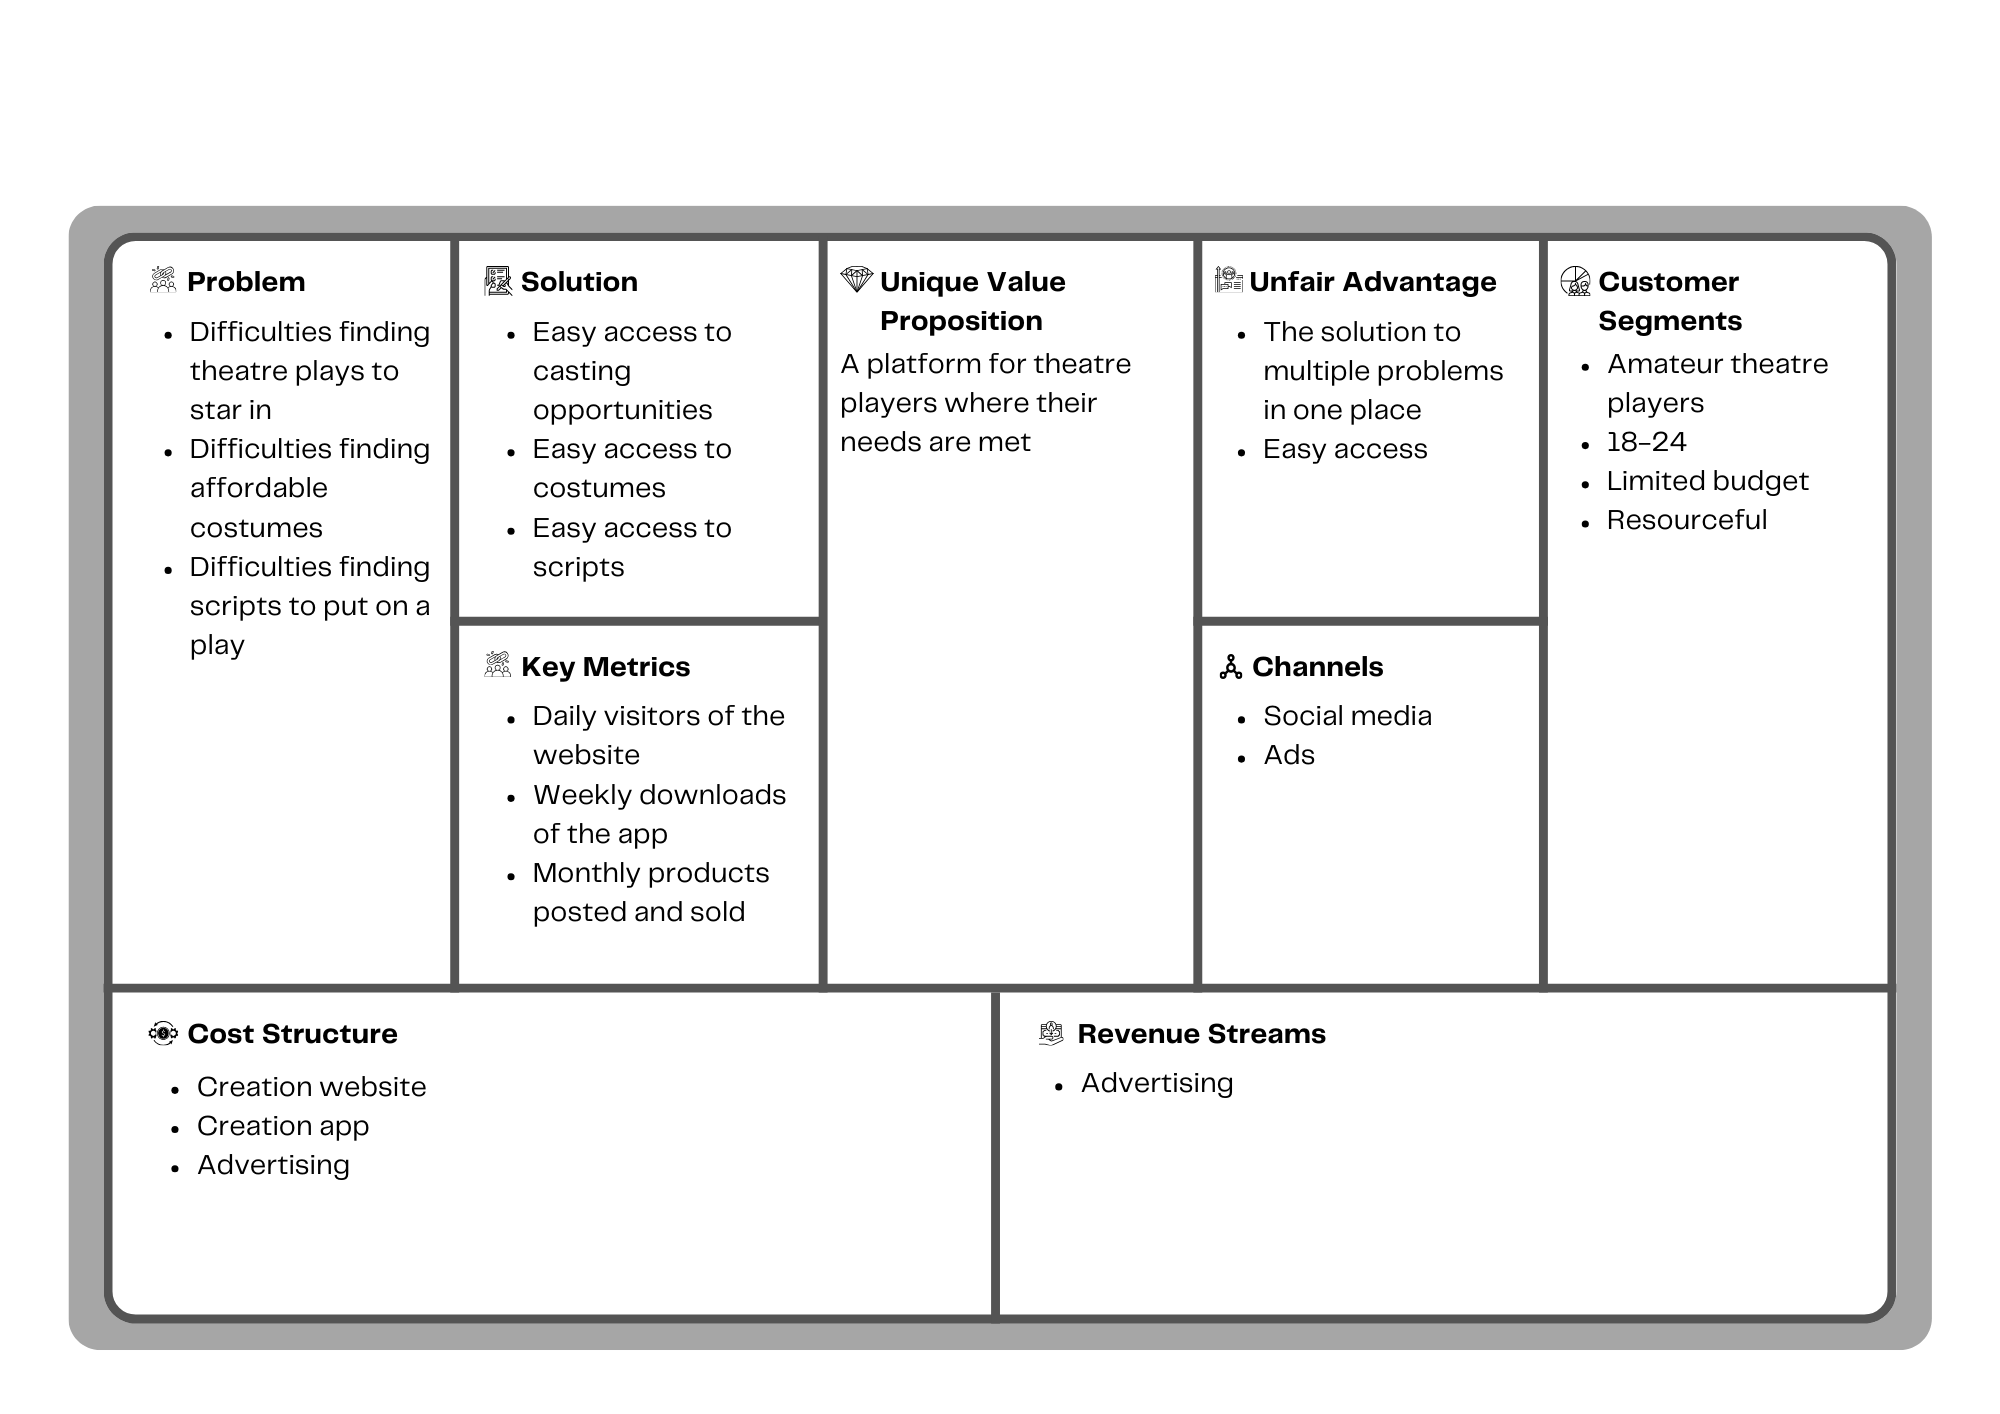 Problem
• Difficulties finding
theatre plays to
star in
• Difficulties finding
affordable
costumes
• Difficulties finding
scripts to put on a
play
Solution
• Easy access to
casting
opportunities
• Easy access to
costumes
• Easy access to
scripts
Key Metrics
• Daily visitors of the
website
• Weekly downloads
of the app
• Monthly products
posted and sold
Unique Value
Proposition
A platform for theatre
players where their
needs are met
Unfair Advantage
• The solution to
multiple problems
in one place
• Easy access
Channels
• Social media
• Ads
Customer
Segments
• Amateur theatre
players
• 18-24
• Limited budget
• Resourceful
Cost Structure
• Creation website
• Creation app
• Advertising
Revenue Streams
• Advertising